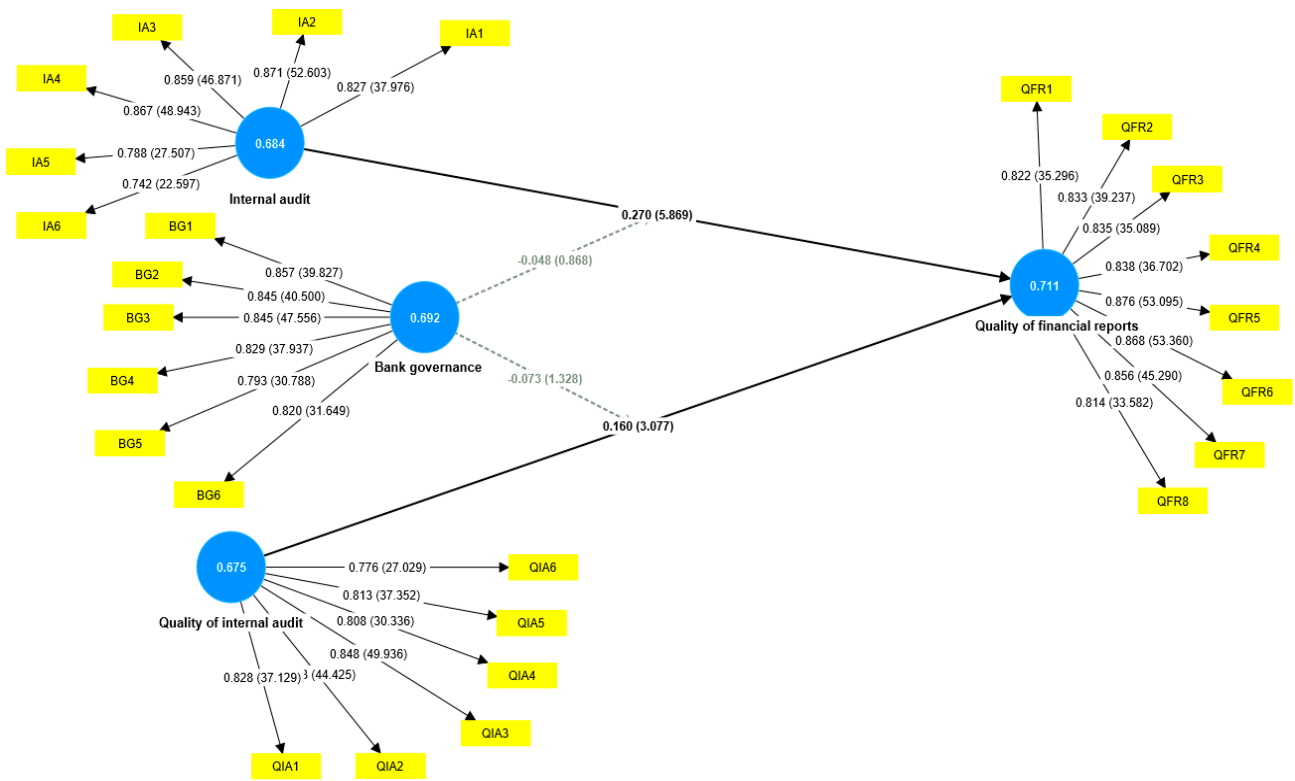 IA3
IA2
IA1
IA4
0.859 (46.871)
0.871 (52.603)
0.827 (37.976)
0.867 (48.943)
0.684
IA5
0.788 (27.507)
0.742 (22.597)
IA6
Internal audit
BG1
0.857 (39.827)
BG2
0.845 (40.500)
BG3
0.845 (47.556)
0.692
0.829 (37.937)
BG4
0.793 (30.788)
Bank governance
0.820 (31.649)
BG5
BG6
0.270 (5.869)
-0.048 (0.868)
-0.073 (1.328)
0.160 (3.077)
QFR1
QFR2
QFR3
0.822 (35.296)
0.833 (39.237)
0.835 (35.089)
QFR4
0.838 (36.702)
0.711
0.876 (53.095)
QFR5
Quality of financial reports
0.868 (53.360)
0.856 (45.290)
QFR6
0.814 (33.582)
QFR7
QFR8
0.675
0.776 (27.029)
QIA6
0.813 (37.352)
Quality of internal audit
0.808 (30.336)
QIA5
0.848 (49.936)
0.828 (37.129)
(44.425)
QIA4
QIA3
QIA1
QIA2